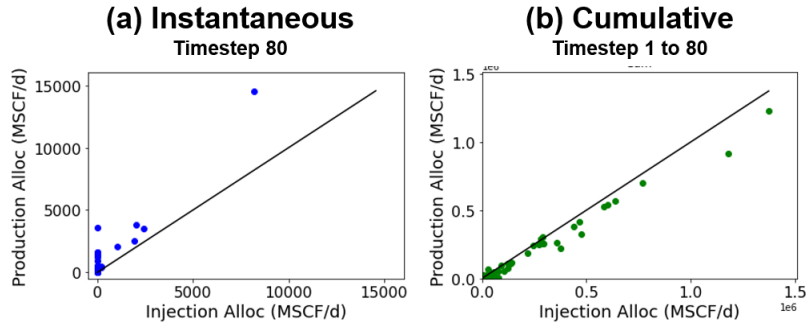 (a) Instantaneous
Timestep 80
Production Alloc (MSCF/d)
15000
10000
5000
0
0
5000
10000
15000
Injection Alloc (MSCF/d)
(b) Cumulative
Timestep 1 to 80
1e6
Production Alloc (MSCF/d)
1.5
1.0
0.5
0.0
0.0
0.5
1.0
1.5
1e6
Injection Alloc (MSCF/d)